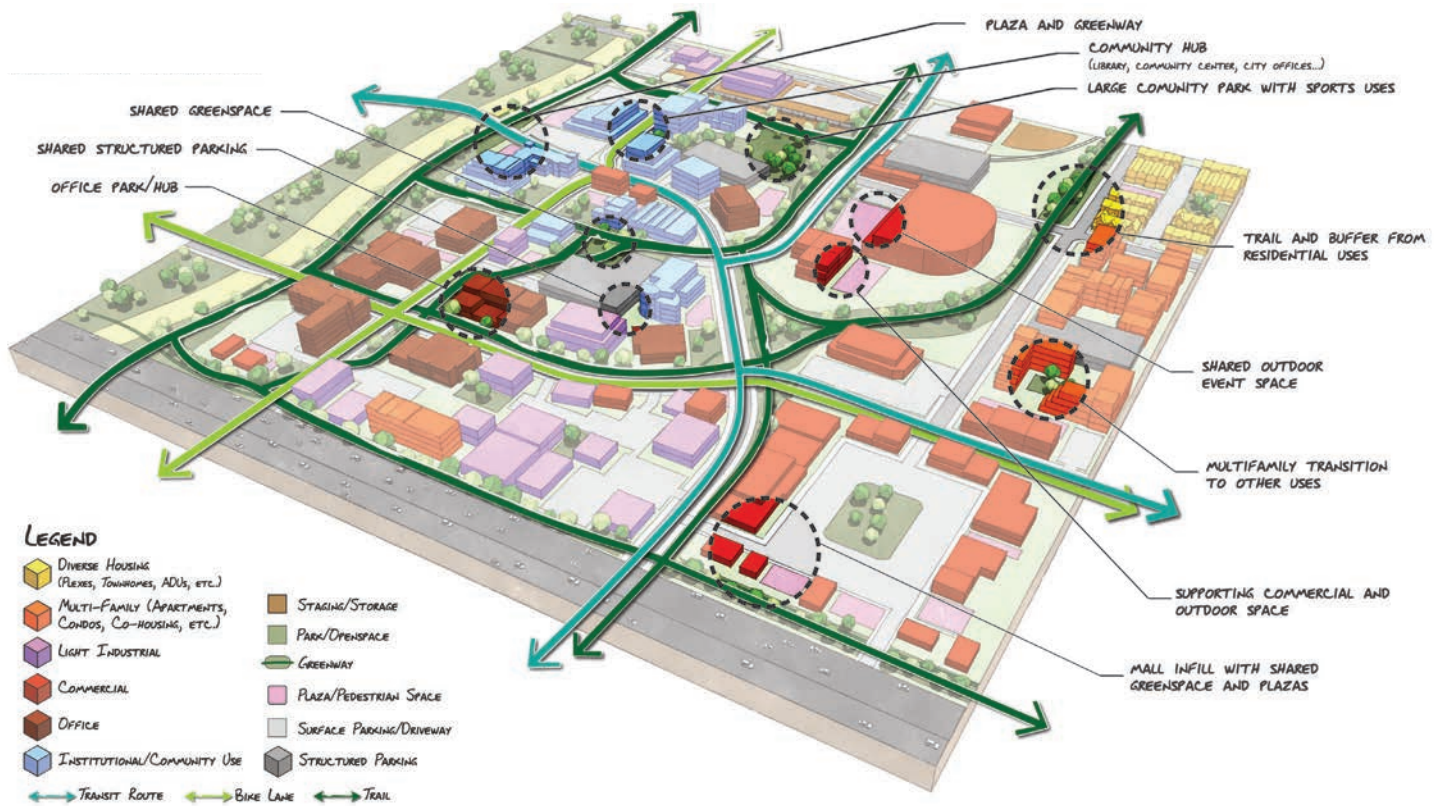 PLAZA AND GREENWAY
COMMUNITY HUB
(LIBRARY, COMMUNITY CENTER, CITY OFFICES...)
LARGE COMUNITY PARK WITH SPORTS USES
SHARED GREENSPACE
SHARED STRUCTURED PARKING
OFFICE PARK/HUB
TRAIL AND BUFFER FROM
RESIDENTIAL USES
SHARED OUTDOOR
EVENT SPACE
MULTIFAMILY TRANSITION
TO OTHER USES
SUPPORTING COMMERCIAL AND
OUTDOOR SPACE
MALL INFILL WITH SHARED
GREENSPACE AND PLAZAS
LEGEND
DIVERSE HOUSING
(PLEXES, TOWNHOMES, ADUS, ETC.)
MULTI-FAMILY (APARTMENTS,
CONDOS, CO-HOUSING, ETC.)
LIGHT INDUSTRIAL
COMMERCIAL
OFFICE
INSTITUTIONAL/COMMUNITY USE
STAGING/STORAGE
PARK/OPENSPACE
GREENWAY
PLAZA/PEDESTRIAN SPACE
SURFACE PARKING/DRIVEWAY
STRUCTURED PARKING
TRANSIT ROUTE
BIKE LANE
TRAIL